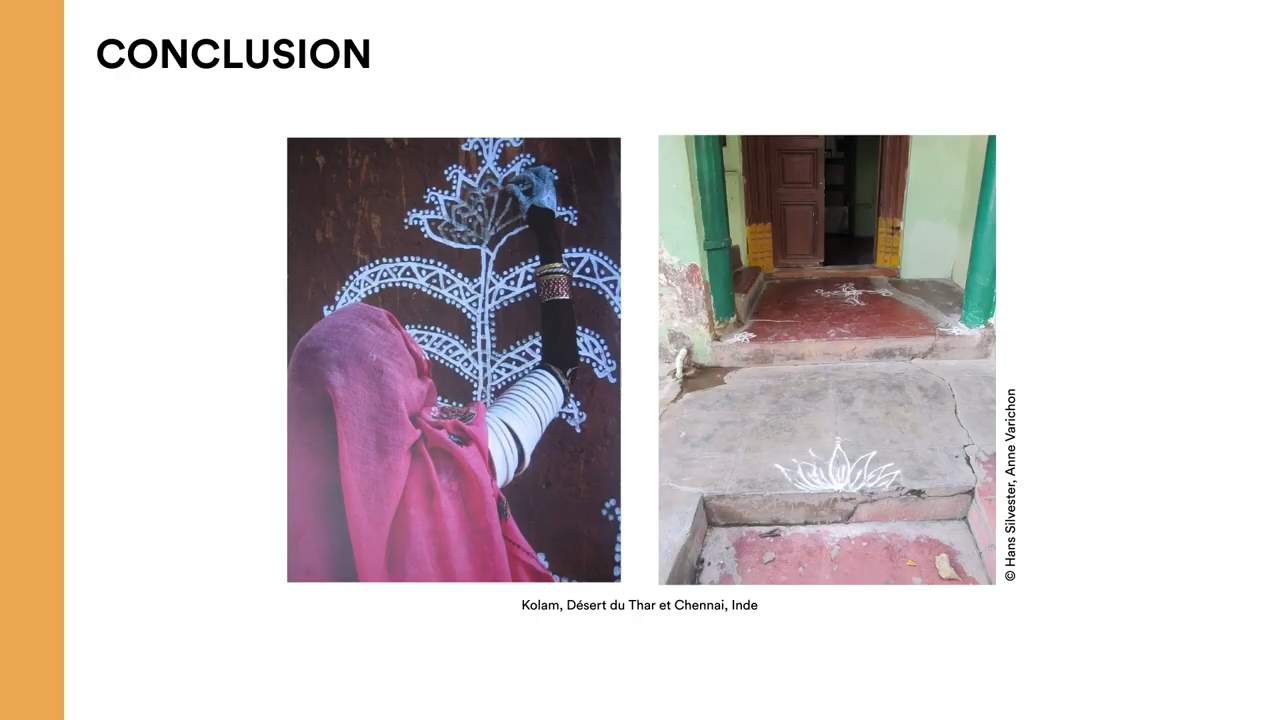 CONCLUSION
© Hans Silvester, Anne Varichon
Kolam, Désert du Thar et Chennai, Inde